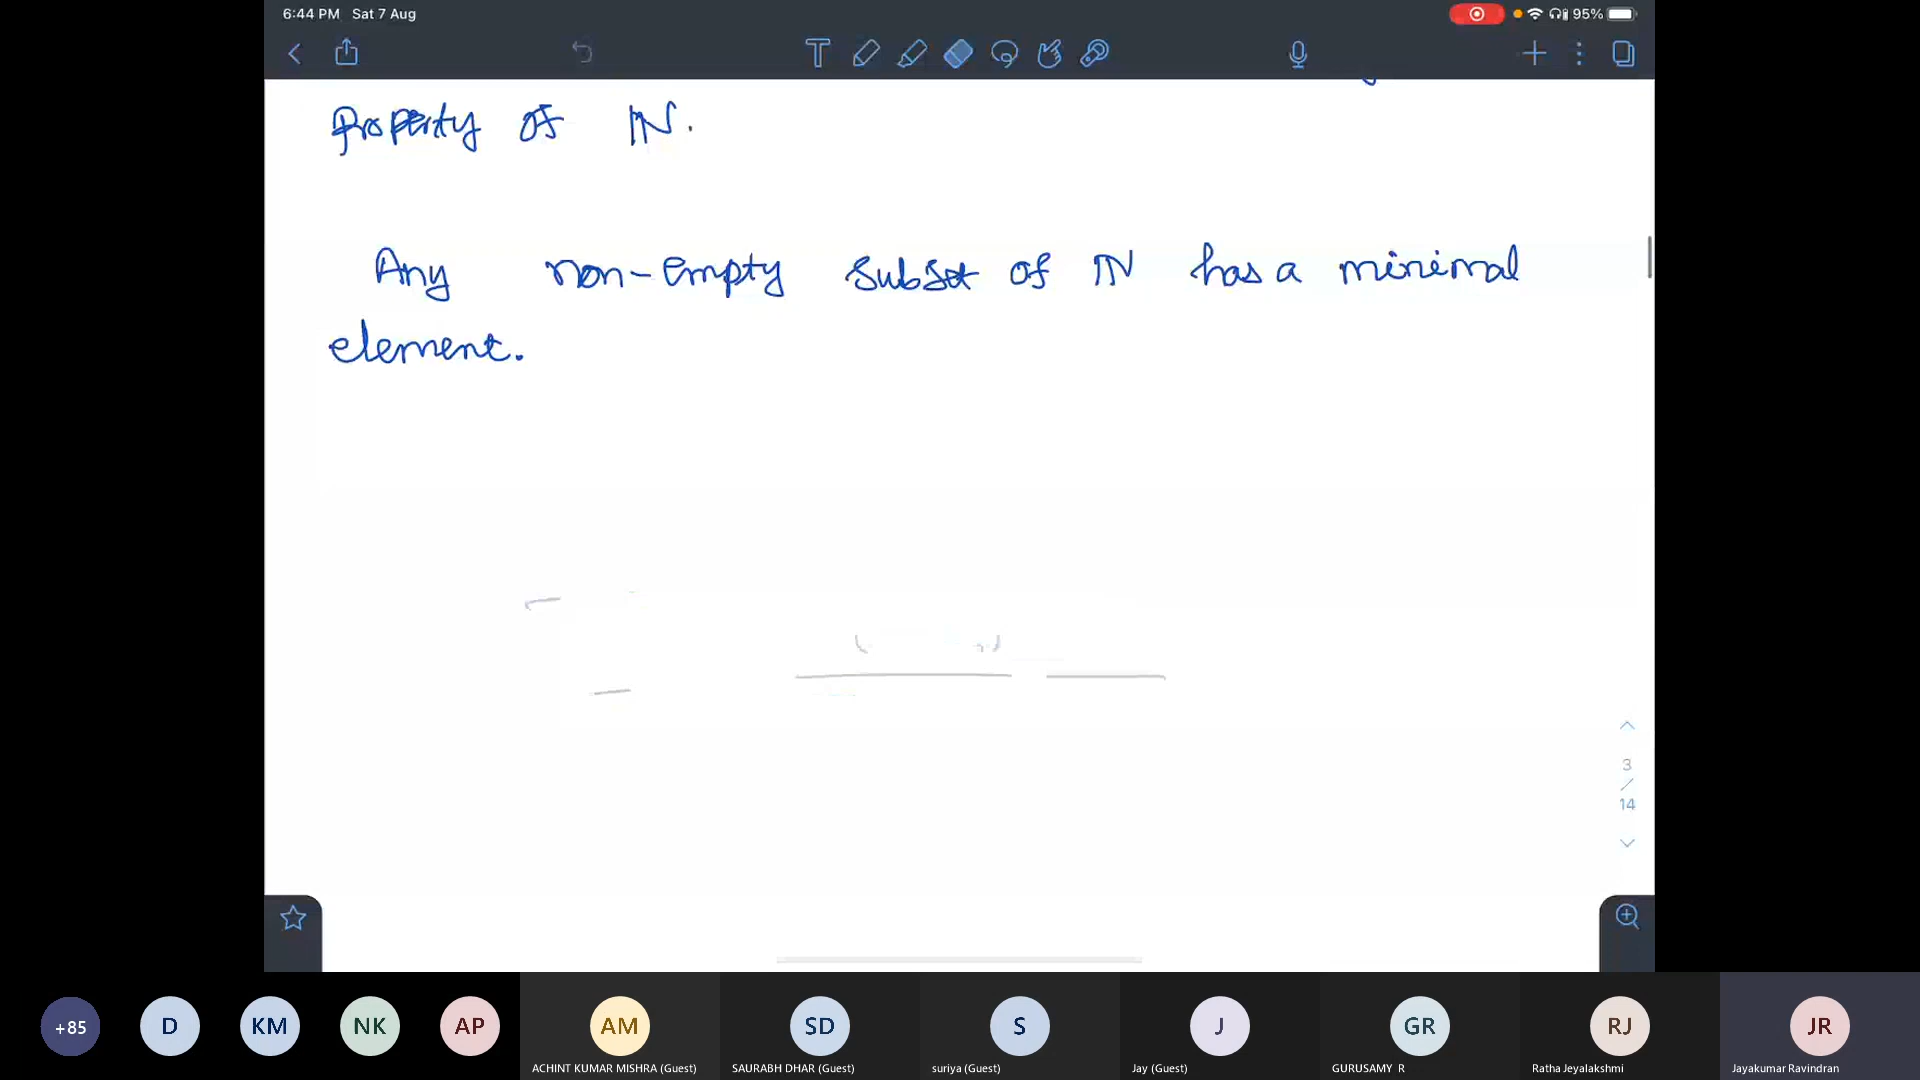 6:44 PM Sat 7 Aug
95%
Property of IN.
Any non-empty subset of IN has a minimal
element.
3
/
14
+85
D
KM
NK
AP
AM
SD
S
J
GR
RJ
JR
ACHINT KUMAR MISHRA (Guest)
SAURABH DHAR (Guest)
suriya (Guest)
Jay (Guest)
GURUSAMY R
Ratha Jeyalakshmi
Jayakumar Ravindran